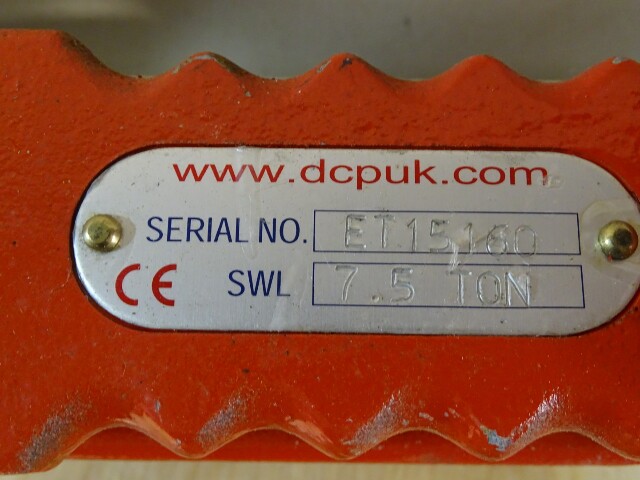 www.dcpuk.com
SERIAL NO. ET15160
CE SWL 7.5 TON